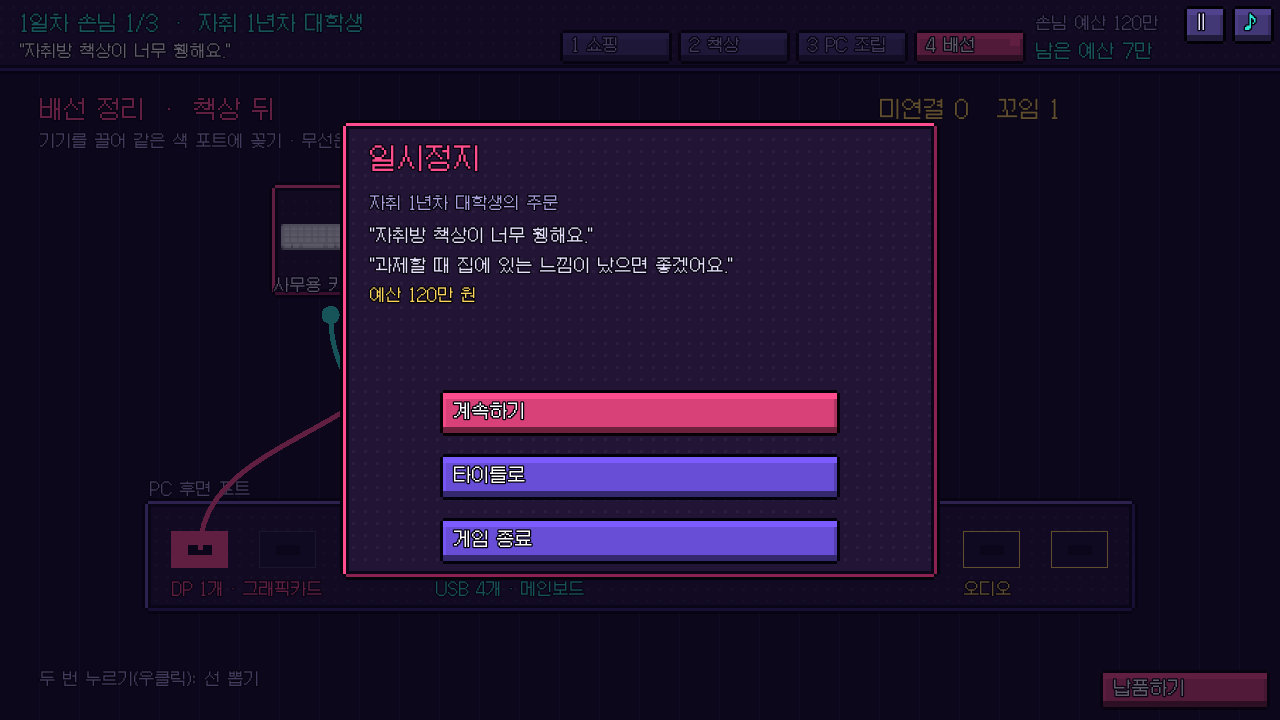 1일차 손님 1/3 · 자취 1년차 대학생
"자취방 책상이 너무 휑해요."
1 쇼핑
2 책상
3 PC 조립
4 배선
손님 예산 120만
남은 예산 7만
배선 정리 · 책상 뒤
미연결 0 꼬임 1
기기를 끌어 같은 색 포트에 꽂기 · 무선은
일시정지
자취 1년차 대학생의 주문
"자취방 책상이 너무 휑해요."
"과제할 때 집에 있는 느낌이 났으면 좋겠어요."
예산 120만 원
사무용
계속하기
타이틀로
게임 종료
PC 후면 포트
DP 1개 · 그래픽카드
USB 4개 · 메인보드
오디오
두 번 누르기(우클릭): 선 뽑기
납품하기